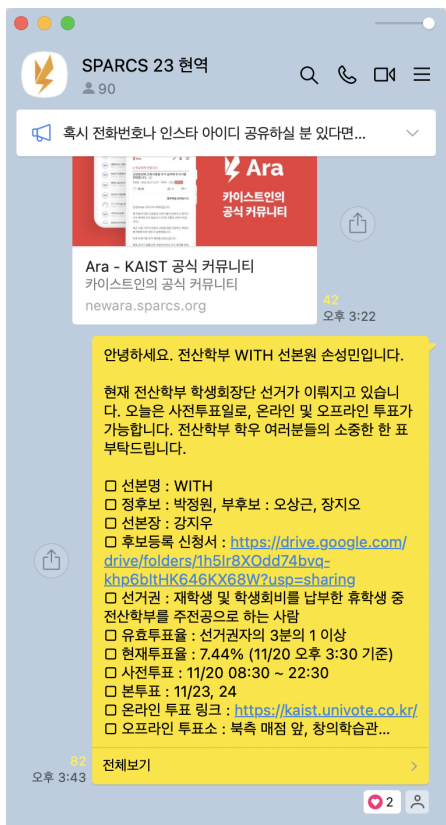 SPARCS 23 현역
90
혹시 전화번호나 인스타 아이디 공유하실 분 있다면...
Ara
카이스트인의
공식 커뮤니티
Ara - KAIST 공식 커뮤니티
카이스트인의 공식 커뮤니티
newara.sparcs.org
42
오후 3:22
안녕하세요. 전산학부 WITH 선본원 손성민입니다.
현재 전산학부 학생회장단 선거가 이뤄지고 있습니
다. 오늘은 사전투표일로, 온라인 및 오프라인 투표가
가능합니다. 전산학부 학우 여러분들의 소중한 한 표
부탁드립니다.
▢ 선본명 : WITH
▢ 정후보 : 박정원, 부후보 : 오상근, 장지오
▢ 선본장 : 강지우
▢ 후보등록 신청서 : https://drive.google.com/
drive/folders/1h5Ir8XOdd74bvq-
khp6bItHK646KX68W?usp=sharing
▢ 선거권 : 재학생 및 학생회비를 납부한 휴학생 중
전산학부를 주전공으로 하는 사람
▢ 유효투표율 : 선거권자의 3분의 1 이상
▢ 현재투표율 : 7.44% (11/20 오후 3:30 기준)
▢ 사전투표 : 11/20 08:30 ~ 22:30
▢ 본투표 : 11/23, 24
▢ 온라인 투표 링크 : https://kaist.univote.co.kr/
▢ 오프라인 투표소 : 북측 매점 앞, 창의학습관...
전체보기
82
오후 3:43
2